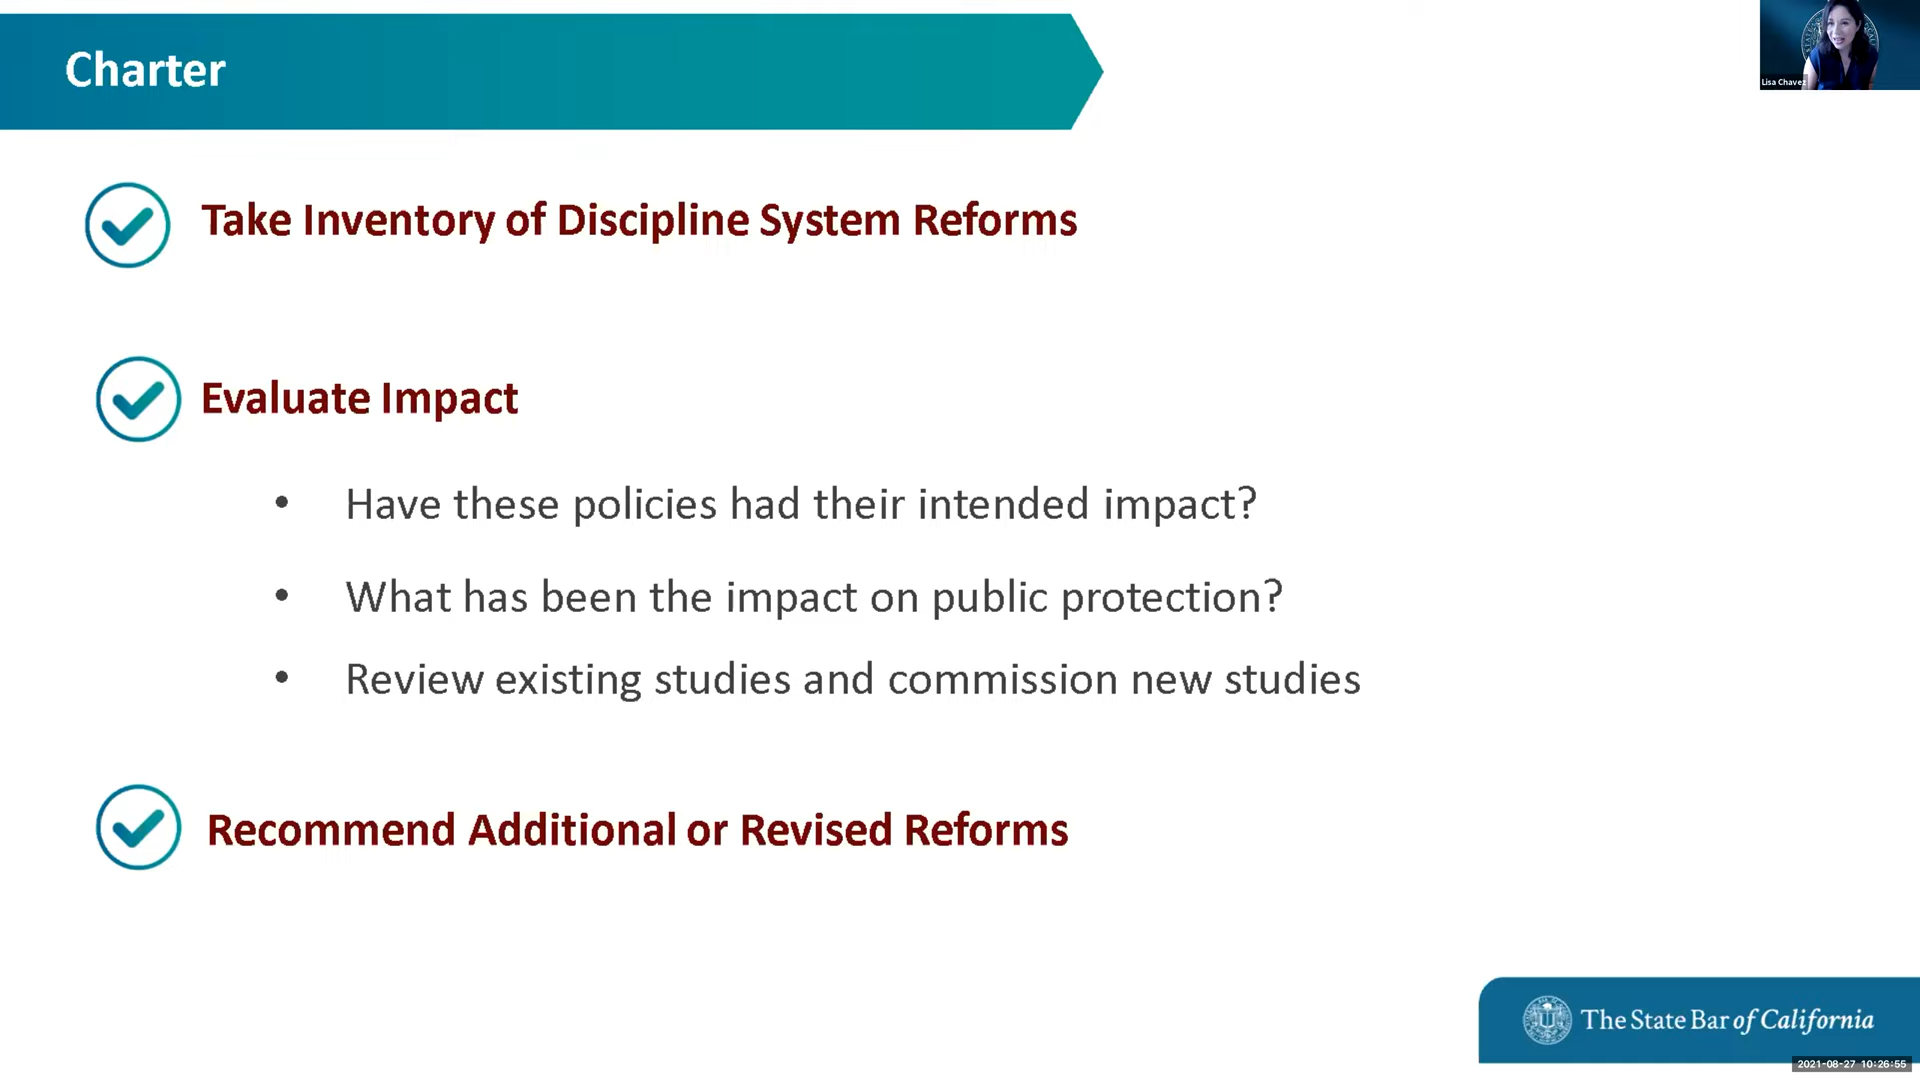 Charter
Lisa Chavez
Take Inventory of Discipline System Reforms
Evaluate Impact
• Have these policies had their intended impact?
• What has been the impact on public protection?
• Review existing studies and commission new studies
Recommend Additional or Revised Reforms
The State Bar of California
2021-08-27 10:26:55